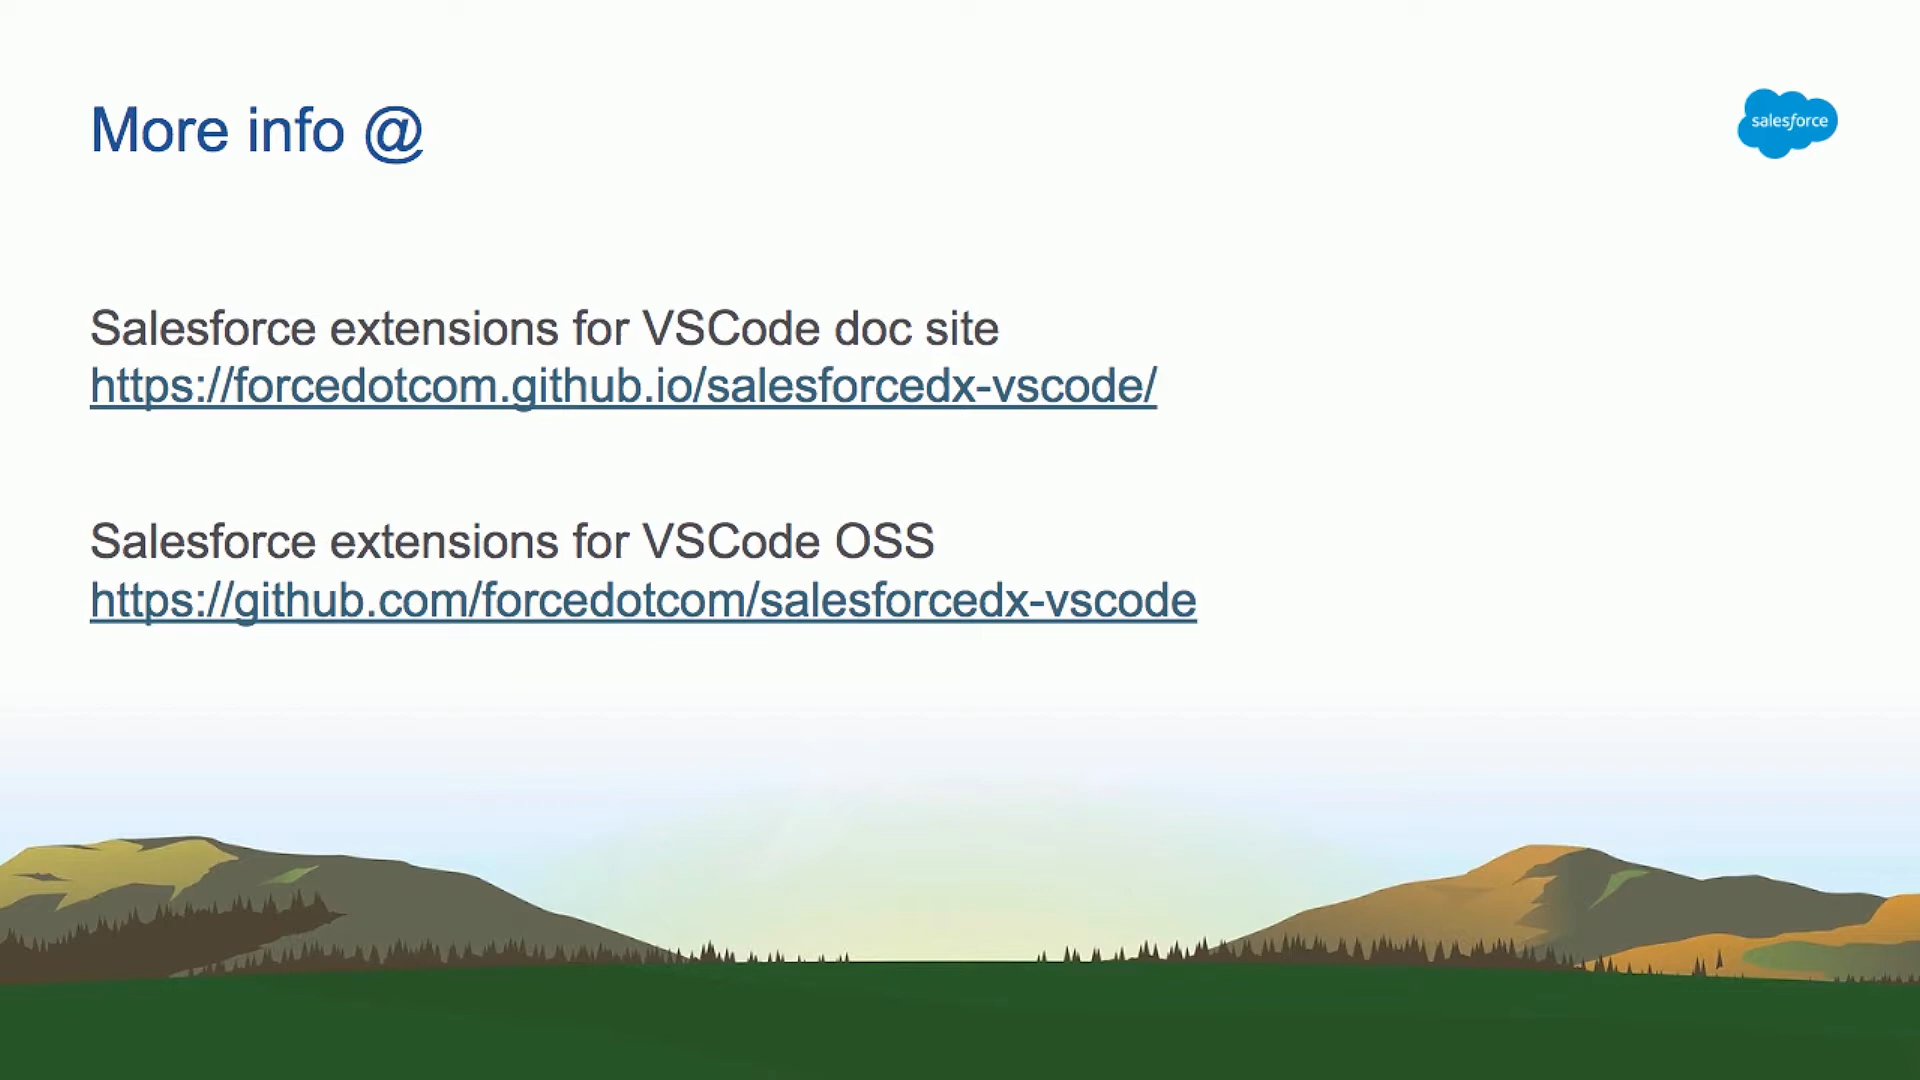 More info @
salesforce
Salesforce extensions for VSCode doc site
https://forcedotcom.github.io/salesforcedx-vscode/
Salesforce extensions for VSCode OSS
https://github.com/forcedotcom/salesforcedx-vscode